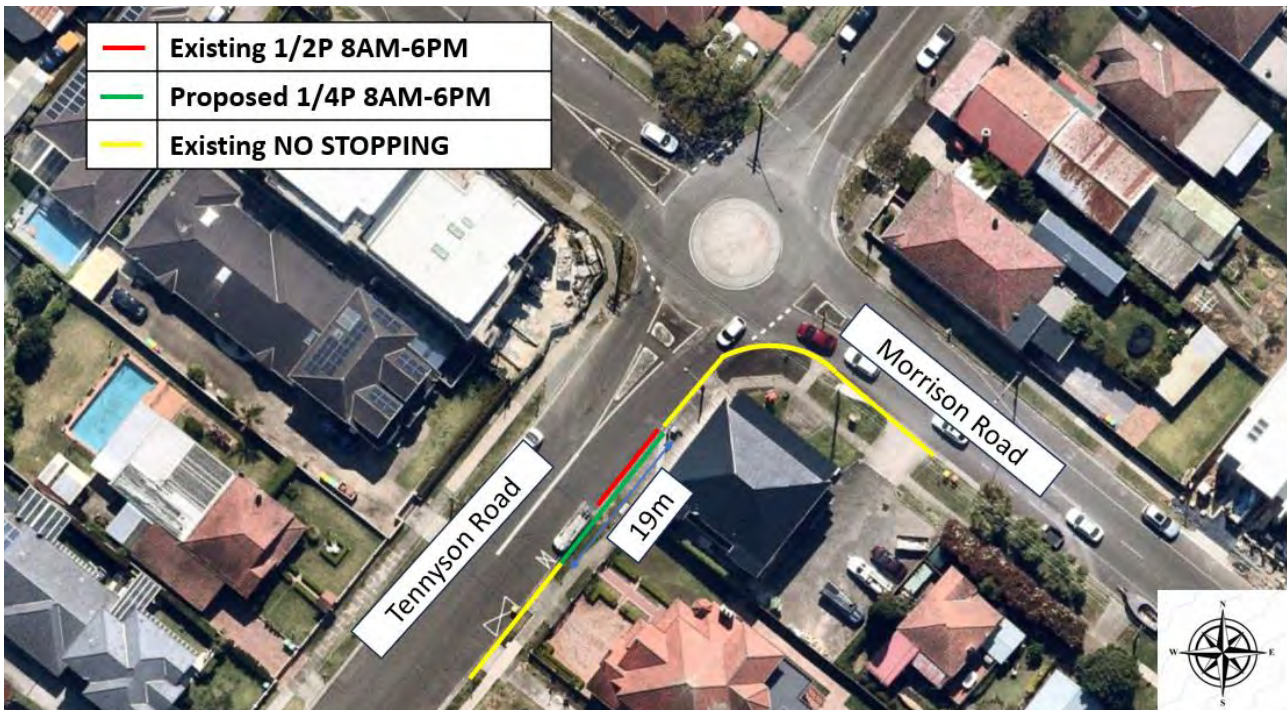 Existing 1/2P 8AM-6PM
Proposed 1/4P 8AM-6PM
Existing NO STOPPING
Morrison Road
Tennyson Road
19m
N
W
E
S